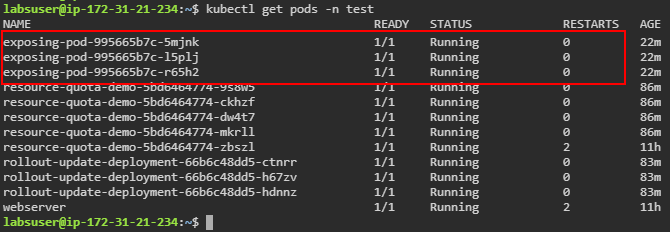 labsuser@ip-172-31-21-234:~$ kubectl get pods -n test
NAME READY STATUS RESTARTS AGE
exposing-pod-995665b7c-5mjnk 1/1 Running 0 22m
exposing-pod-995665b7c-l5plj 1/1 Running 0 22m
exposing-pod-995665b7c-r65h2 1/1 Running 0 22m
resource-quota-demo-5bd6464774-9s8w5 1/1 Running 0 86m
resource-quota-demo-5bd6464774-ckhzf 1/1 Running 0 86m
resource-quota-demo-5bd6464774-dw4t7 1/1 Running 0 86m
resource-quota-demo-5bd6464774-mkrll 1/1 Running 0 86m
resource-quota-demo-5bd6464774-zbszl 1/1 Running 2 11h
rollout-update-deployment-66b6c48dd5-ctnrr 1/1 Running 0 83m
rollout-update-deployment-66b6c48dd5-h67zv 1/1 Running 0 83m
rollout-update-deployment-66b6c48dd5-hdnnz 1/1 Running 0 83m
webserver 1/1 Running 2 11h
labsuser@ip-172-31-21-234:~$